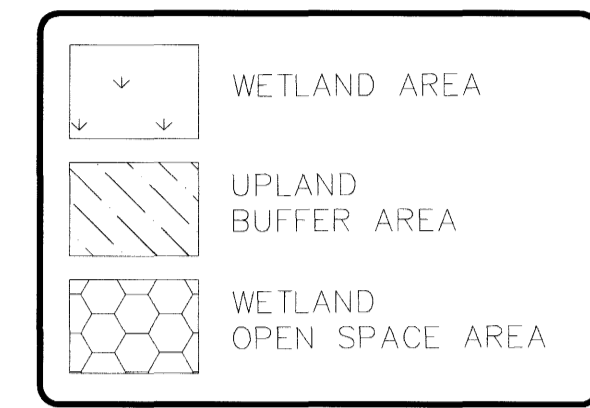 WETLAND AREA
UPLAND
BUFFER AREA
WETLAND
OPEN SPACE AREA